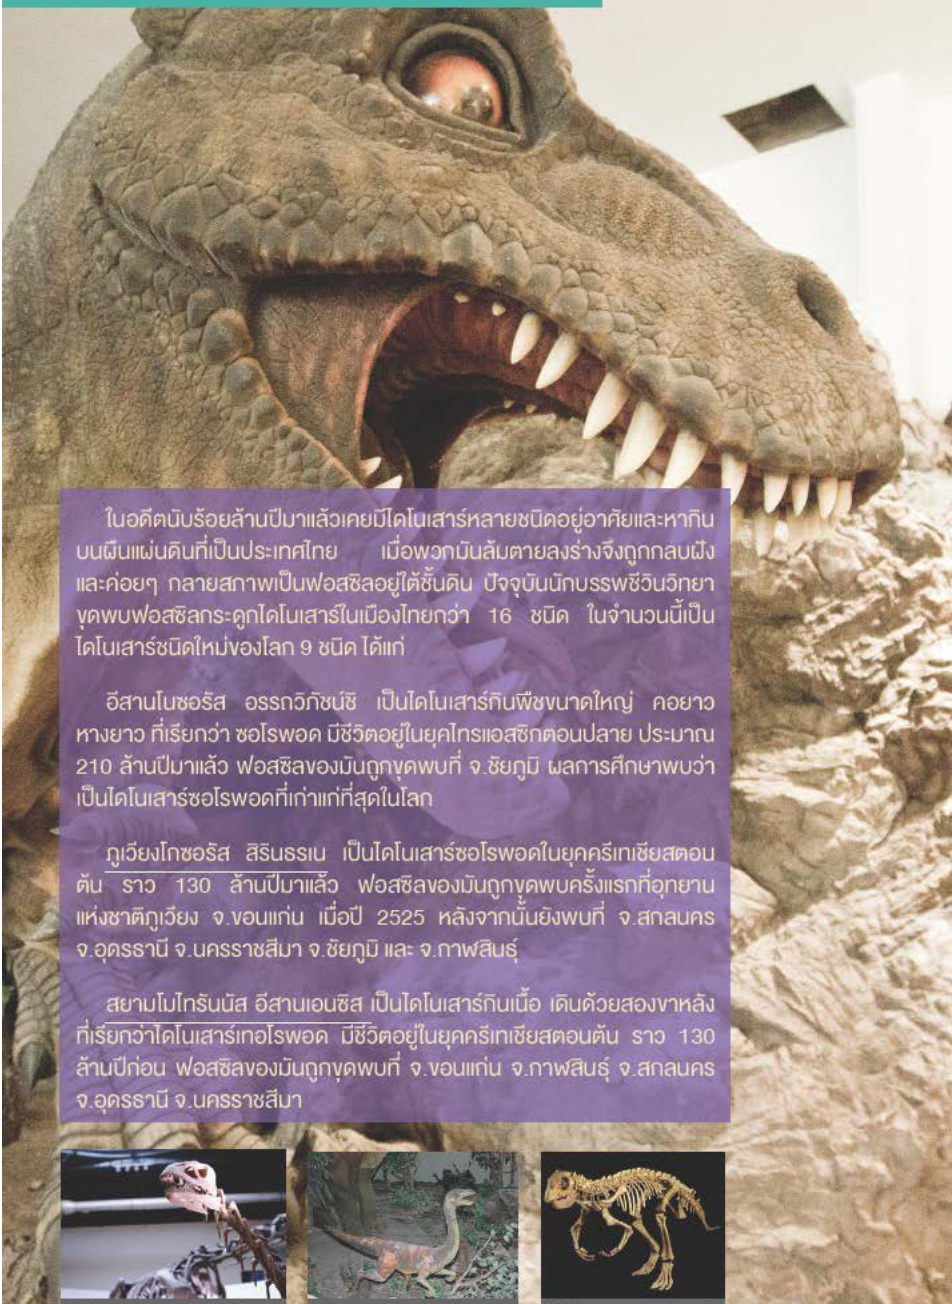 ในอดีตนับร้อยล้านปีมาแล้วเคยมีไดโนเสาร์หลายชนิดอยู่อาศัยและหากิน
บนผืนแผ่นดินที่เป็นประเทศไทย เมื่อพวกมันล้มตายลงร่างจึงถูกกลบฝัง
และค่อยๆ กลายสภาพเป็นฟอสซิลอยู่ใต้ชั้นดิน ปัจจุบันนักบรรพชีวินวิทยา
ขุดพบฟอสซิลกระดูกไดโนเสาร์ในเมืองไทยกว่า 16 ชนิด ในจำนวนนี้เป็น
ไดโนเสาร์ชนิดใหม่ของโลก 9 ชนิด ได้แก่
อีสานโนซอรัส อรรถวิภัชน์ชิ เป็นไดโนเสาร์กินพืชขนาดใหญ่ คอยาว
หางยาว ที่เรียกว่า ซอโรพอด มีชีวิตอยู่ในยุคไทรแอสซิกตอนปลาย ประมาณ
210 ล้านปีมาแล้ว ฟอสซิลของมันถูกขุดพบที่ จ.ชัยภูมิ ผลการศึกษาพบว่า
เป็นไดโนเสาร์ซอโรพอดที่เก่าแก่ที่สุดในโลก
ภูเวียงโกซอรัส สิรินธรเน เป็นไดโนเสาร์ซอโรพอดในยุคครีเทเชียสตอน
ต้น ราว 130 ล้านปีมาแล้ว ฟอสซิลของมันถูกขุดพบครั้งแรกที่อุทยาน
แห่งชาติภูเวียง จ.ขอนแก่น เมื่อปี 2525 หลังจากนั้นยังพบที่ จ.สกลนคร
จ.อุดรธานี จ.นครราชสีมา จ.ชัยภูมิ และ จ.กาฬสินธุ์
สยามโมไทรันนัส อีสานเอนซิส เป็นไดโนเสาร์กินเนื้อ เดินด้วยสองขาหลัง
ที่เรียกว่าไดโนเสาร์เทอโรพอด มีชีวิตอยู่ในยุคครีเทเชียสตอนต้น ราว 130
ล้านปีก่อน ฟอสซิลของมันถูกขุดพบที่ จ.ขอนแก่น จ.กาฬสินธุ์ จ.สกลนคร
จ.อุดรธานี จ.นครราชสีมา